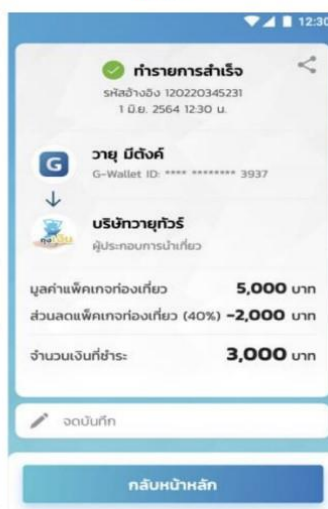 12:30
ทำรายการสำเร็จ
รหัสอ้างอิง 120220345231
1 มิ.ย. 2564 12:30 น.
G
วายุ มีตังค์
G-Wallet ID: **** ******** 3937
ถุงเงิน
บริษัทวายุทัวร์
ผู้ประกอบการนำเที่ยว
มูลค่าแพ็คเกจท่องเที่ยว 5,000 บาท
ส่วนลดแพ็คเกจท่องเที่ยว (40%) -2,000 บาท
จำนวนเงินที่ชำระ 3,000 บาท
จดบันทึก
กลับหน้าหลัก